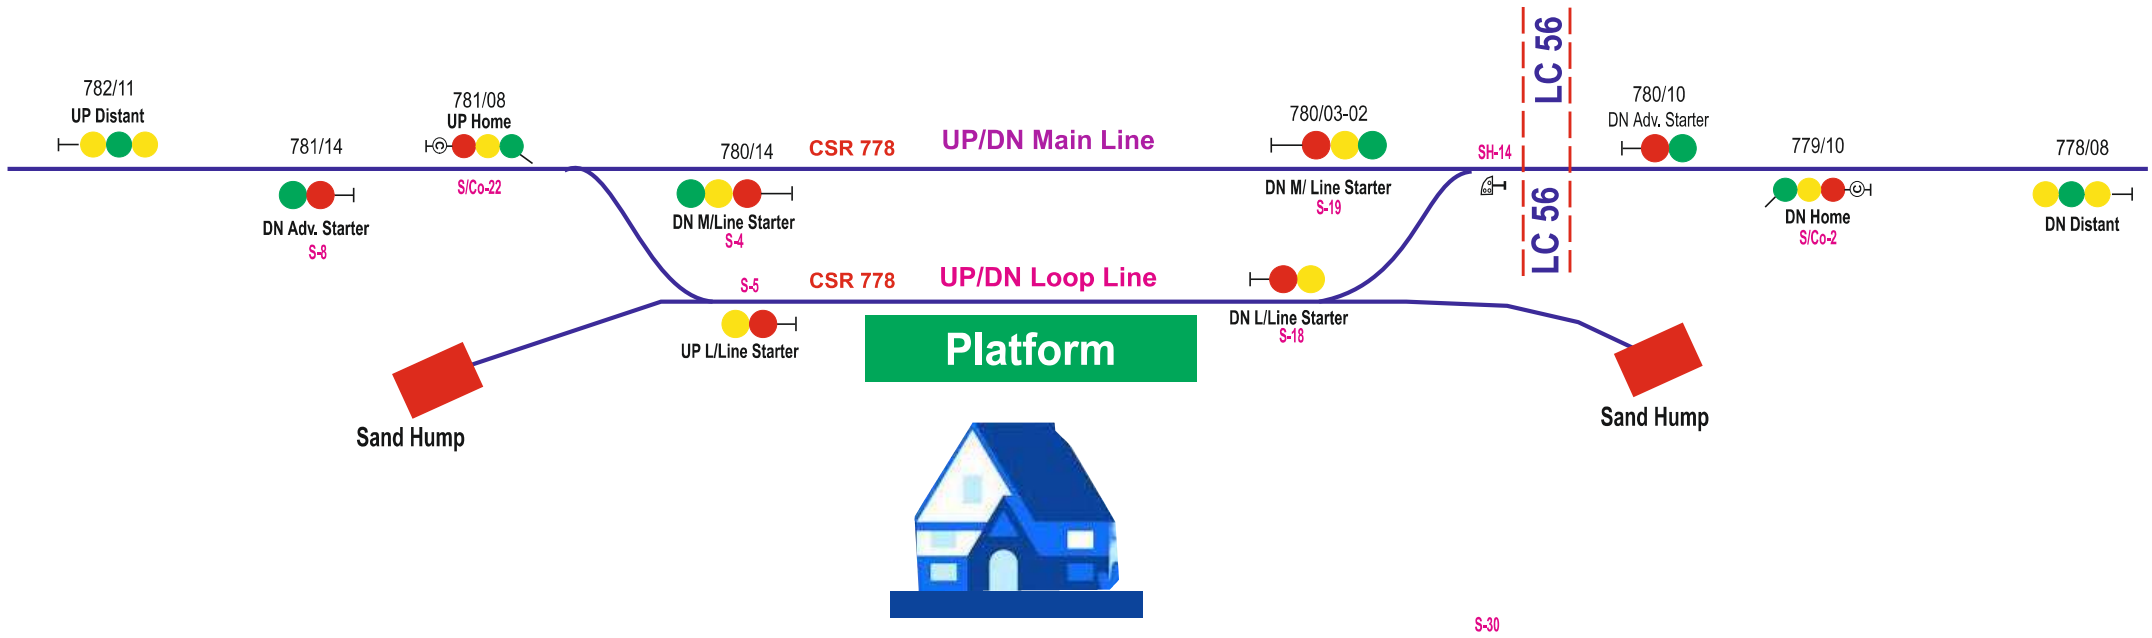 782/11
UP Distant
781/14
DN Adv. Starter
S-8
781/08
UP Home
S/Co-22
780/14
DN M/Line Starter
S-4
CSR 778
UP/DN Main Line
780/03-02
DN M/ Line Starter
S-19
SH-14
LC 56
LC 56
780/10
DN Adv. Starter
779/10
DN Home
S/Co-2
778/08
DN Distant
S-5
UP L/Line Starter
CSR 778
UP/DN Loop Line
DN L/Line Starter
S-18
Platform
Sand Hump
Sand Hump
S-30